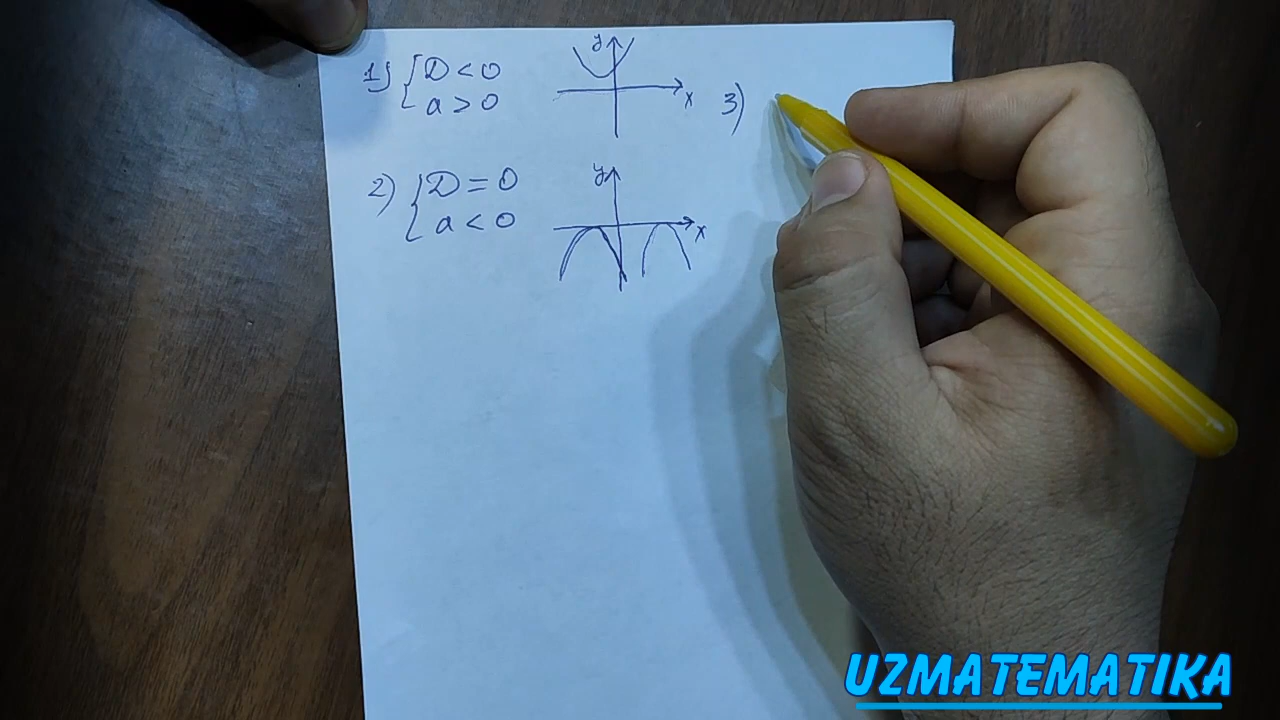 1) { D < 0
a > 0
y
x
2) { D = 0
a < 0
y
x
3)
UZMATEMATIKA